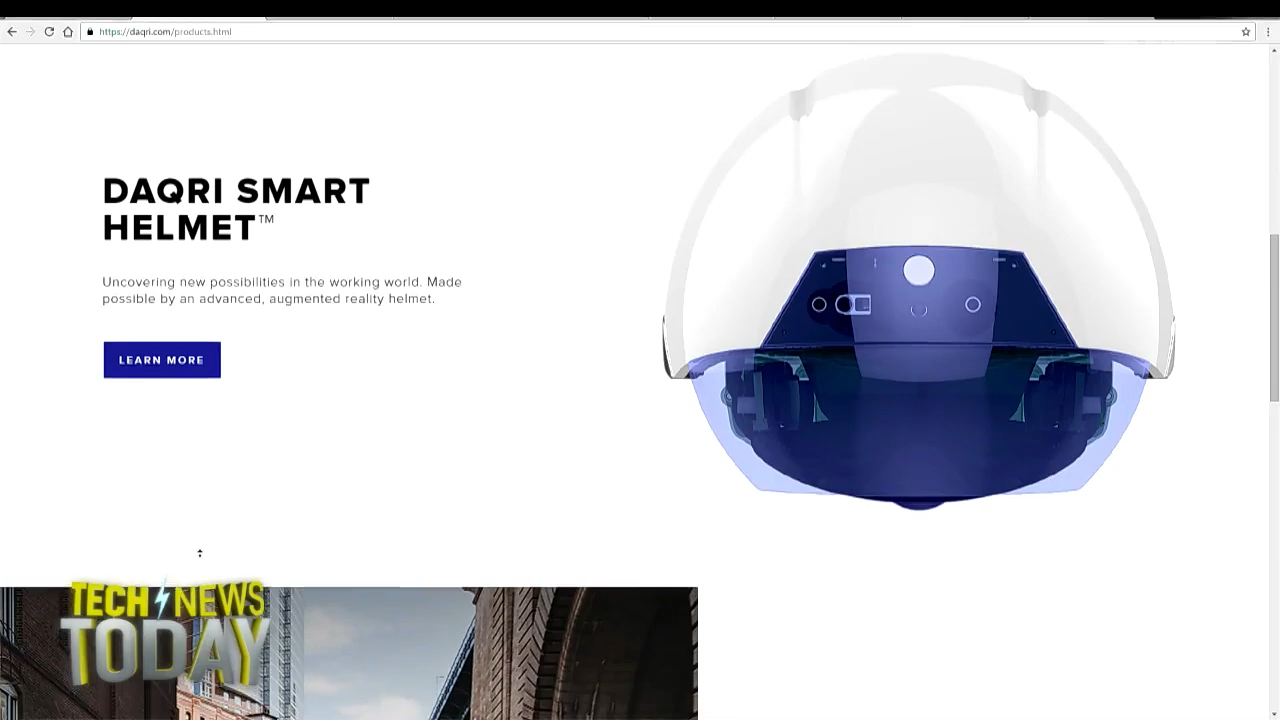 https://daqri.com/products.html
DAQRI SMART
HELMET™
Uncovering new possibilities in the working world. Made
possible by an advanced, augmented reality helmet.
LEARN MORE
TECH NEWS
TODAY